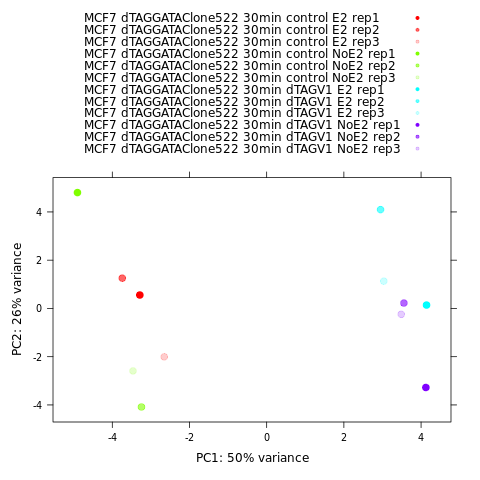 MCF7 dTAGGATAClone522 30min control E2 rep1
MCF7 dTAGGATAClone522 30min control E2 rep2
MCF7 dTAGGATAClone522 30min control E2 rep3
MCF7 dTAGGATAClone522 30min control NoE2 rep1
MCF7 dTAGGATAClone522 30min control NoE2 rep2
MCF7 dTAGGATAClone522 30min control NoE2 rep3
MCF7 dTAGGATAClone522 30min dTAGV1 E2 rep1
MCF7 dTAGGATAClone522 30min dTAGV1 E2 rep2
MCF7 dTAGGATAClone522 30min dTAGV1 E2 rep3
MCF7 dTAGGATAClone522 30min dTAGV1 NoE2 rep1
MCF7 dTAGGATAClone522 30min dTAGV1 NoE2 rep2
MCF7 dTAGGATAClone522 30min dTAGV1 NoE2 rep3
PC2: 26% variance
4
2
0
-2
-4
-4 -2 0 2 4
PC1: 50% variance